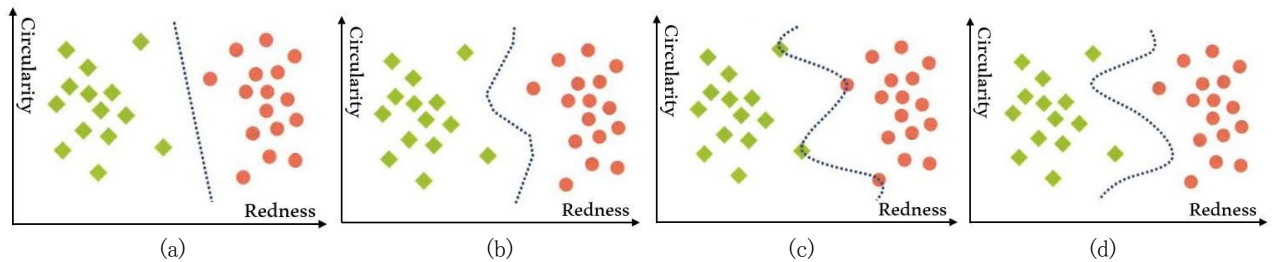 Circularity
Redness
(a)
Circularity
Redness
(b)
Circularity
Redness
(c)
Circularity
Redness
(d)